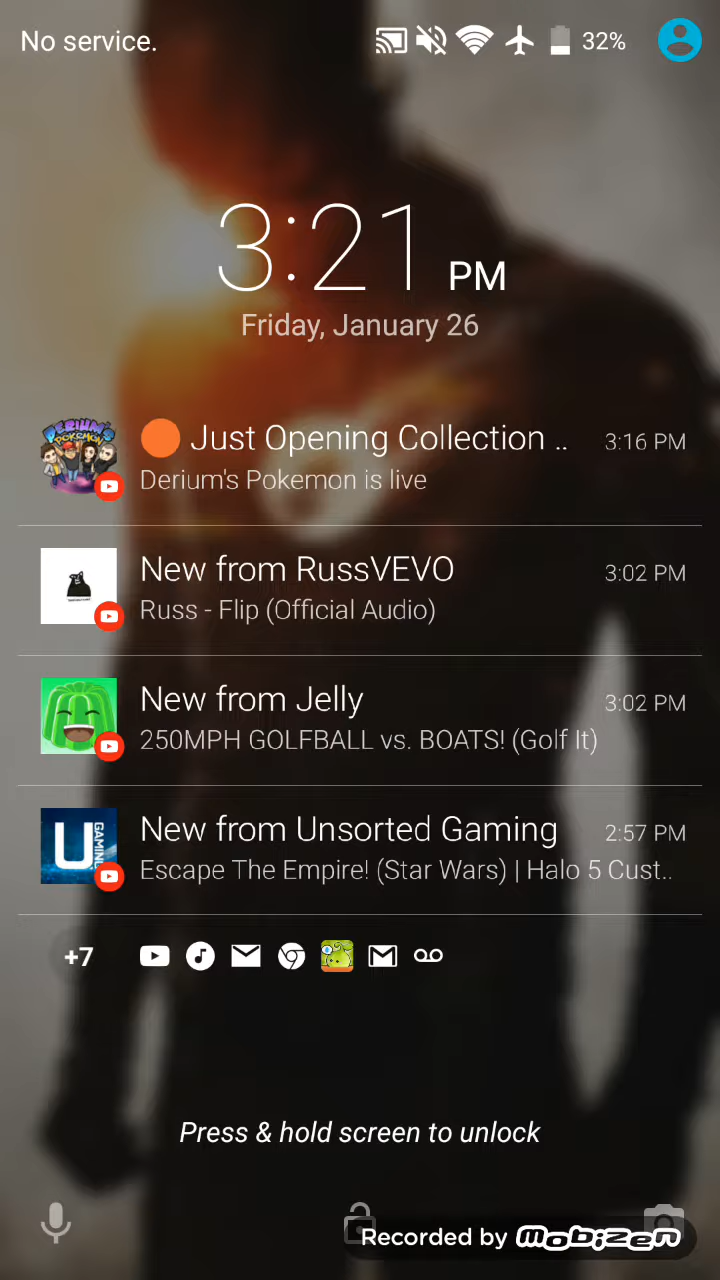 No service.
32%
3:21 PM
Friday, January 26
PERIUM'S
POKEMON
Just Opening Collection ..
3:16 PM
Derium's Pokemon is live
New from RussVEVO
3:02 PM
Russ - Flip (Official Audio)
New from Jelly
3:02 PM
250MPH GOLFBALL vs. BOATS! (Golf It)
U
GAMING
New from Unsorted Gaming
2:57 PM
Escape The Empire! (Star Wars) | Halo 5 Cust..
+7
Press & hold screen to unlock
Recorded by mobizen